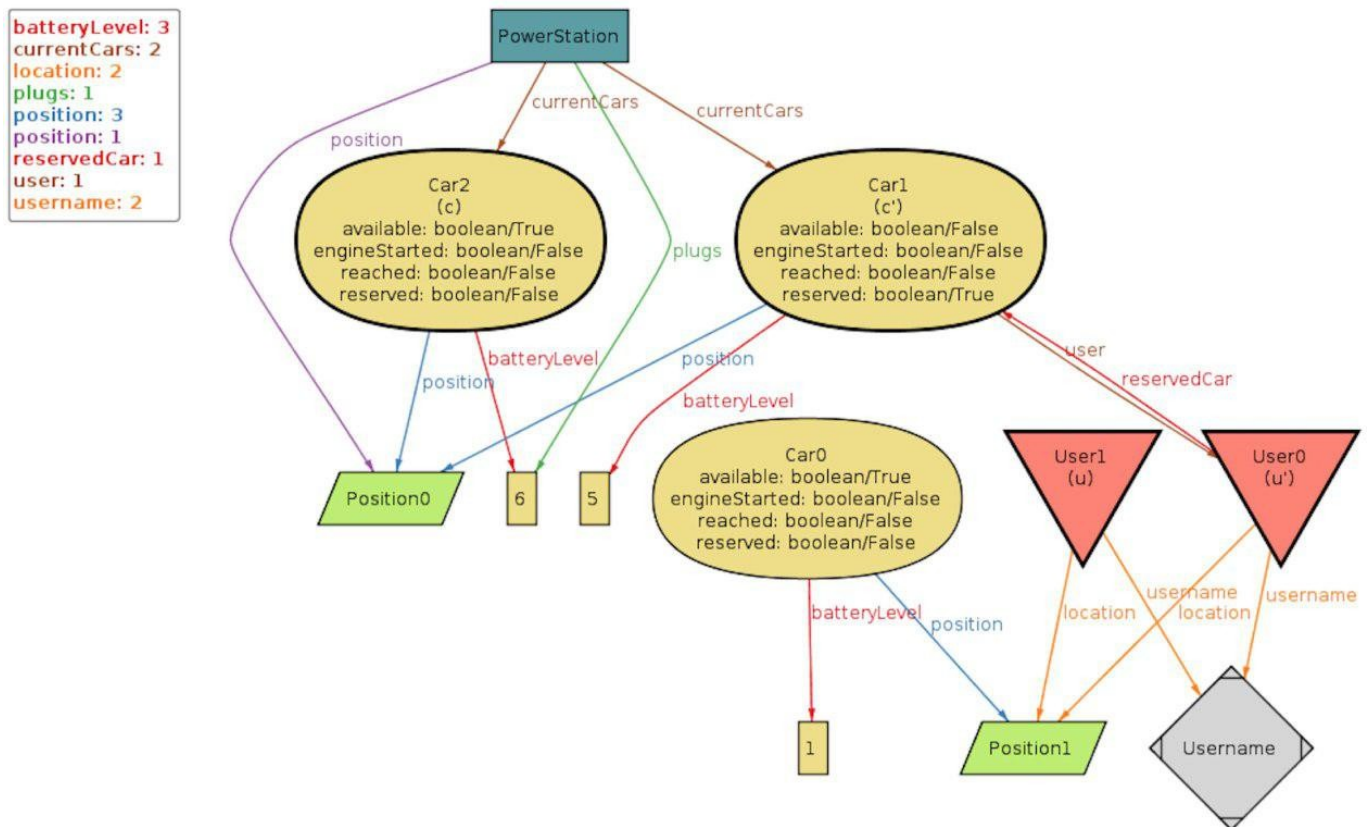 batteryLevel: 3
currentCars: 2
location: 2
plugs: 1
position: 3
position: 1
reservedCar: 1
user: 1
username: 2
PowerStation
currentCars
currentCars
position
Car2
(c)
available: boolean/True
engineStarted: boolean/False
reached: boolean/False
reserved: boolean/False
plugs
Car1
(c')
available: boolean/False
engineStarted: boolean/False
reached: boolean/False
reserved: boolean/True
position
batteryLevel
position
batteryLevel
user
reservedCar
Position0
6
5
Car0
available: boolean/True
engineStarted: boolean/False
reached: boolean/False
reserved: boolean/False
User1
(u)
User0
(u')
batteryLevel
position
location
username
location
username
1
Position1
Username